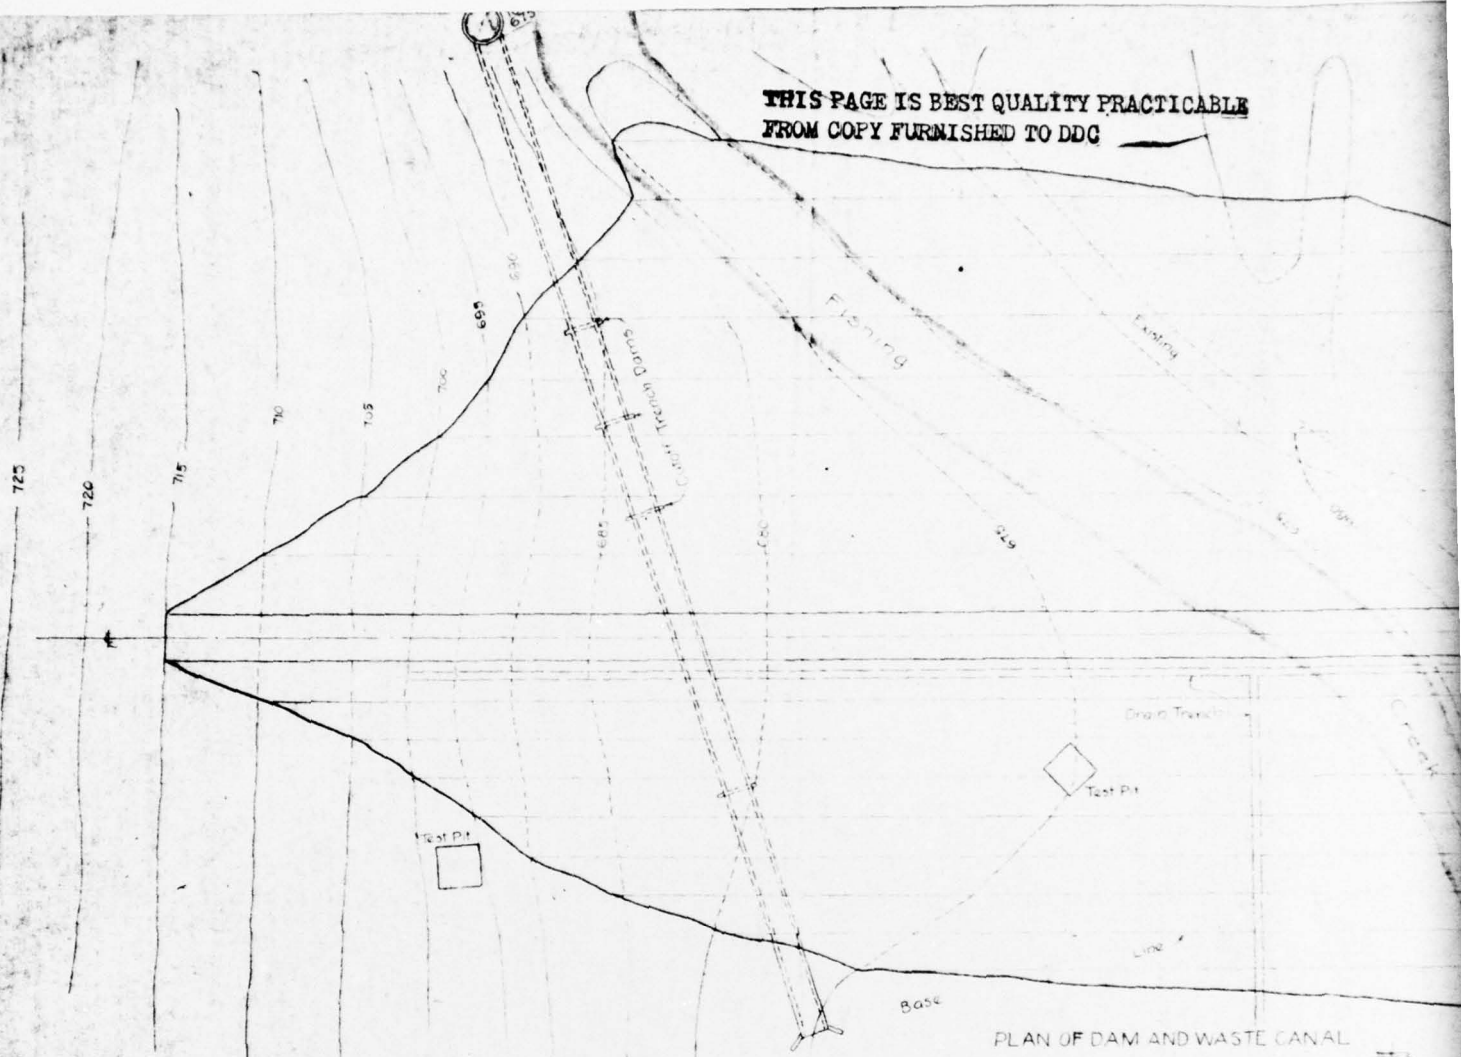 675
THIS PAGE IS BEST QUALITY PRACTICABLE
FROM COPY FURNISHED TO DDC
690
695
Fishing
Existing
700
705
710
715
720
725
Cutoff Trench Dams
685
680
675
675
Creek
Drain Trench
Test Pit
Test Pit
Line
Base
PLAN OF DAM AND WASTE CANAL